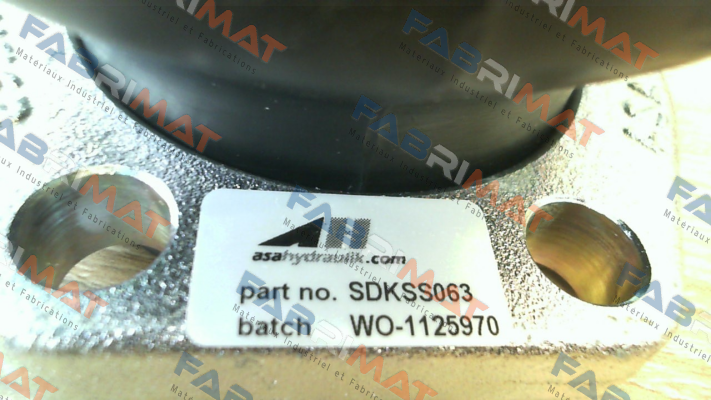 asahydraulik.com
part no. SDKSS063
batch WO-1125970
FABRIMAT
Matériaux Industriel et Fabrications